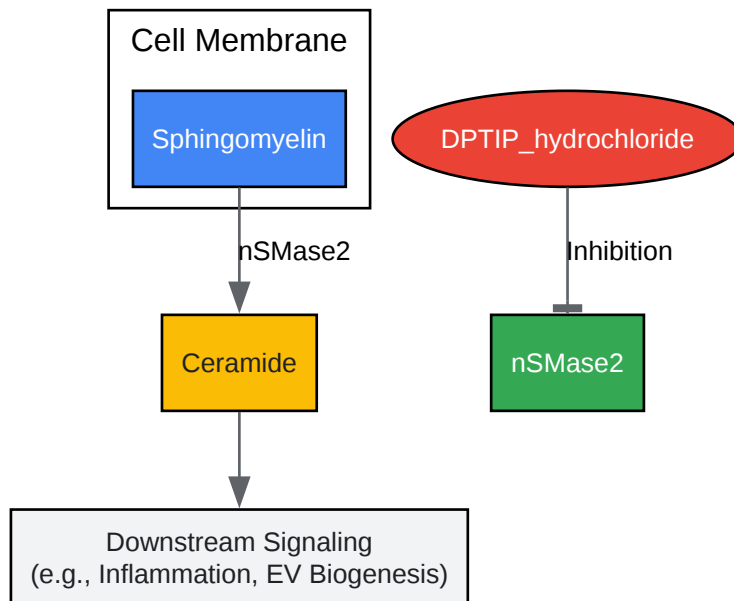 Cell Membrane
Sphingomyelin
DPTIP_hydrochloride
nSMase2
Inhibition
Ceramide
nSMase2
Downstream Signaling
(e.g., Inflammation, EV Biogenesis)